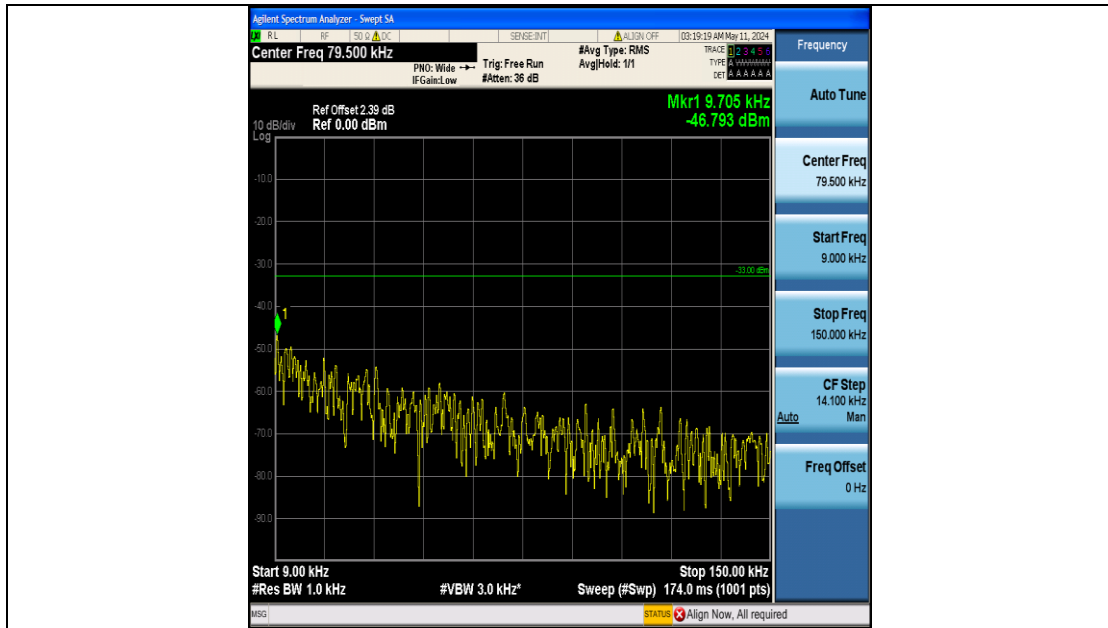 Agilent Spectrum Analyzer - Swept SA
RL RF 50 Ω DC SENSE:INT ALIGN OFF 03:19:19 AM May 11, 2024
Center Freq 79.500 kHz
PNO: Wide
IFGain:Low
Trig: Free Run
#Atten: 36 dB
#Avg Type: RMS
Avg|Hold: 1/1
TRACE 1 2 3 4 5 6
TYPE A WWWWW
DET A A A A A A
Frequency
Mkr1 9.705 kHz
-46.793 dBm
Ref Offset 2.39 dB
10 dB/div Ref 0.00 dBm
Log
-10.0
-20.0
-30.0
-33.00 dBm
-40.0
1
-50.0
-60.0
-70.0
-80.0
-90.0
Start 9.00 kHz Stop 150.00 kHz
#Res BW 1.0 kHz #VBW 3.0 kHz* Sweep (#Swp) 174.0 ms (1001 pts)
MSG STATUS Align Now, All required
Auto Tune
Center Freq
79.500 kHz
Start Freq
9.000 kHz
Stop Freq
150.000 kHz
CF Step
14.100 kHz
Auto Man
Freq Offset
0 Hz